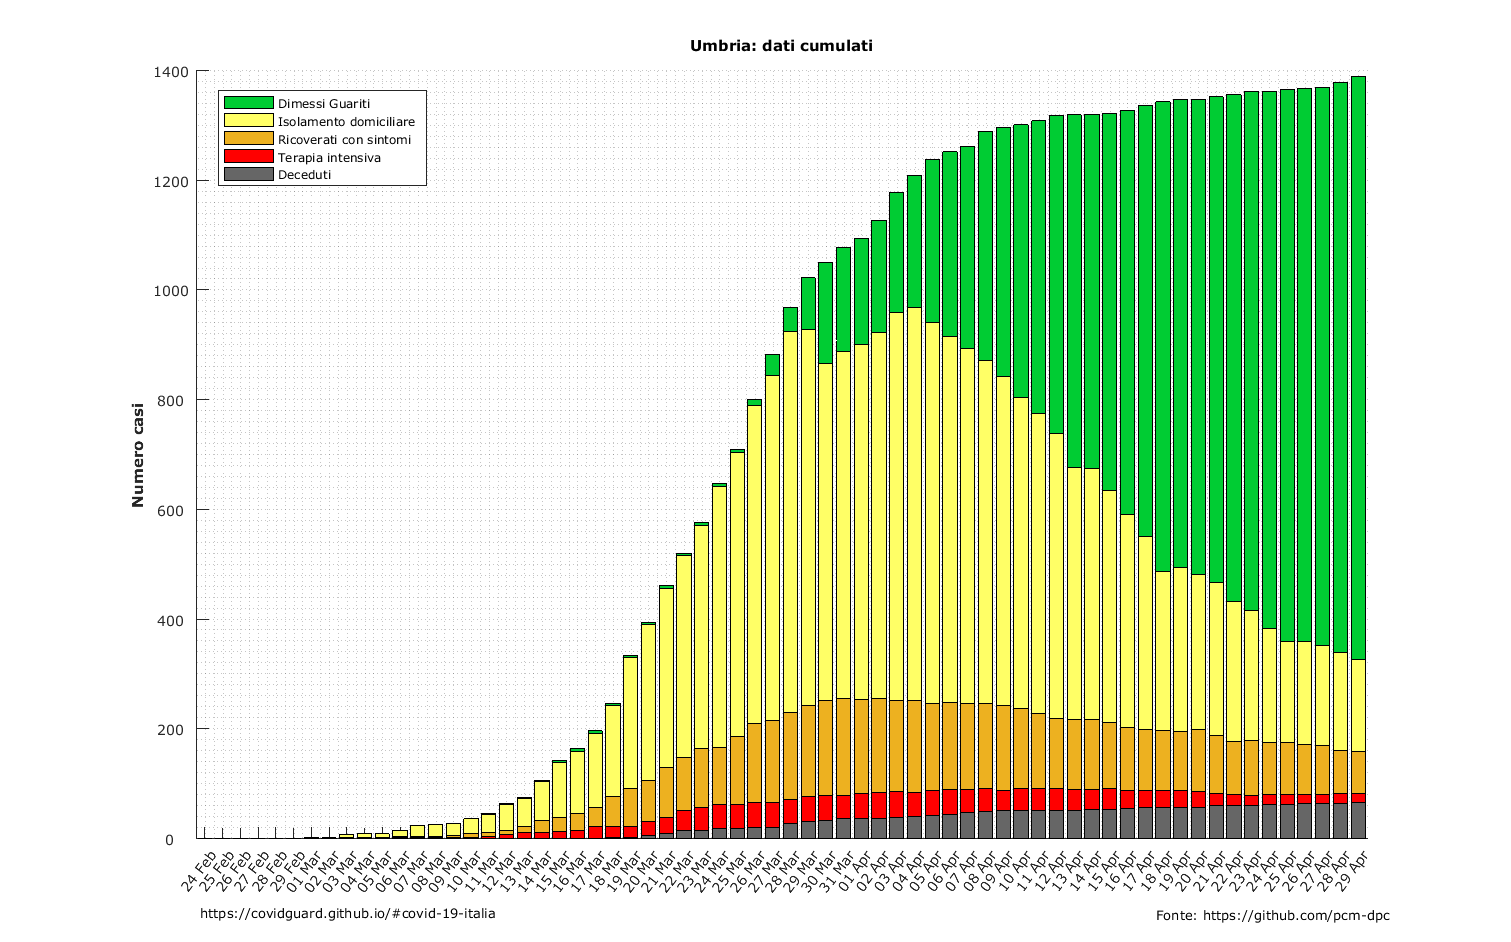 Umbria: dati cumulati
1400
1200
1000
800
600
400
200
0
Numero casi
Dimessi Guariti
Isolamento domiciliare
Ricoverati con sintomi
Terapia intensiva
Deceduti
24 Feb
25 Feb
26 Feb
27 Feb
28 Feb
29 Feb
01 Mar
02 Mar
03 Mar
04 Mar
05 Mar
06 Mar
07 Mar
08 Mar
09 Mar
10 Mar
11 Mar
12 Mar
13 Mar
14 Mar
15 Mar
16 Mar
17 Mar
18 Mar
19 Mar
20 Mar
21 Mar
22 Mar
23 Mar
24 Mar
25 Mar
26 Mar
27 Mar
28 Mar
29 Mar
30 Mar
31 Mar
01 Apr
02 Apr
03 Apr
04 Apr
05 Apr
06 Apr
07 Apr
08 Apr
09 Apr
10 Apr
11 Apr
12 Apr
13 Apr
14 Apr
15 Apr
16 Apr
17 Apr
18 Apr
19 Apr
20 Apr
21 Apr
22 Apr
23 Apr
24 Apr
25 Apr
26 Apr
27 Apr
28 Apr
29 Apr
https://covidguard.github.io/#covid-19-italia
Fonte: https://github.com/pcm-dpc